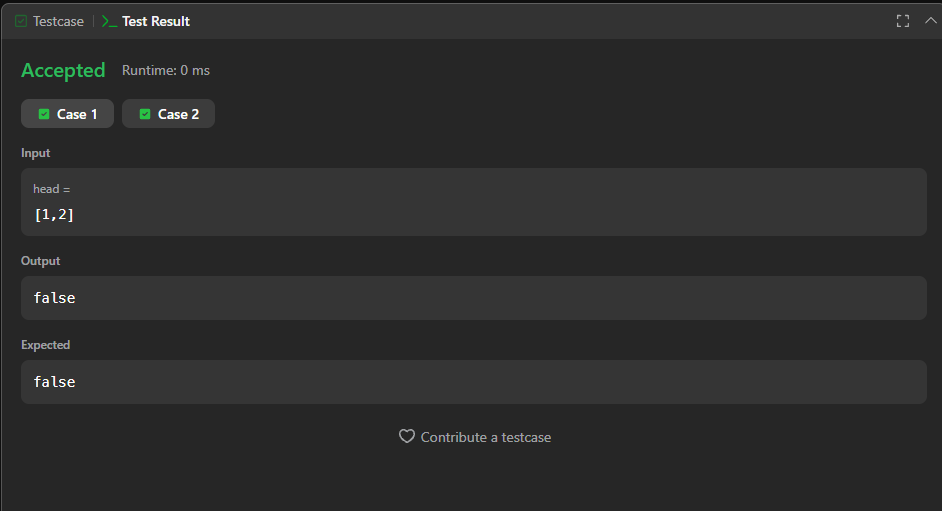 Testcase
Test Result
Accepted Runtime: 0 ms
Case 1 Case 2
Input
head =
[1,2]
Output
false
Expected
false
Contribute a testcase